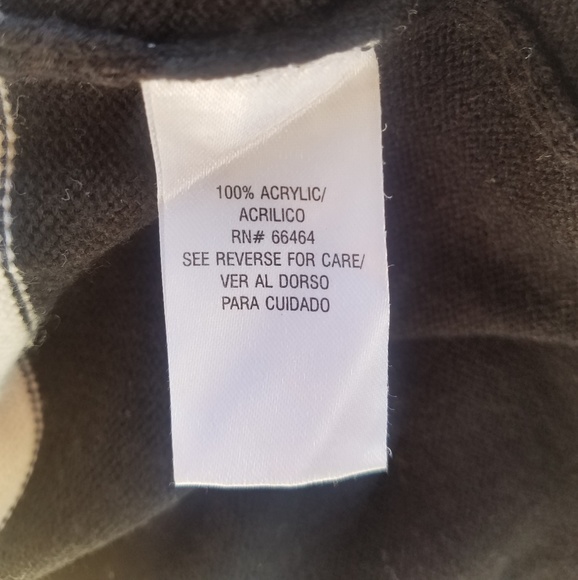 100% ACRYLIC/
ACRILICO
RN# 66464
SEE REVERSE FOR CARE/
VER AL DORSO
PARA CUIDADO